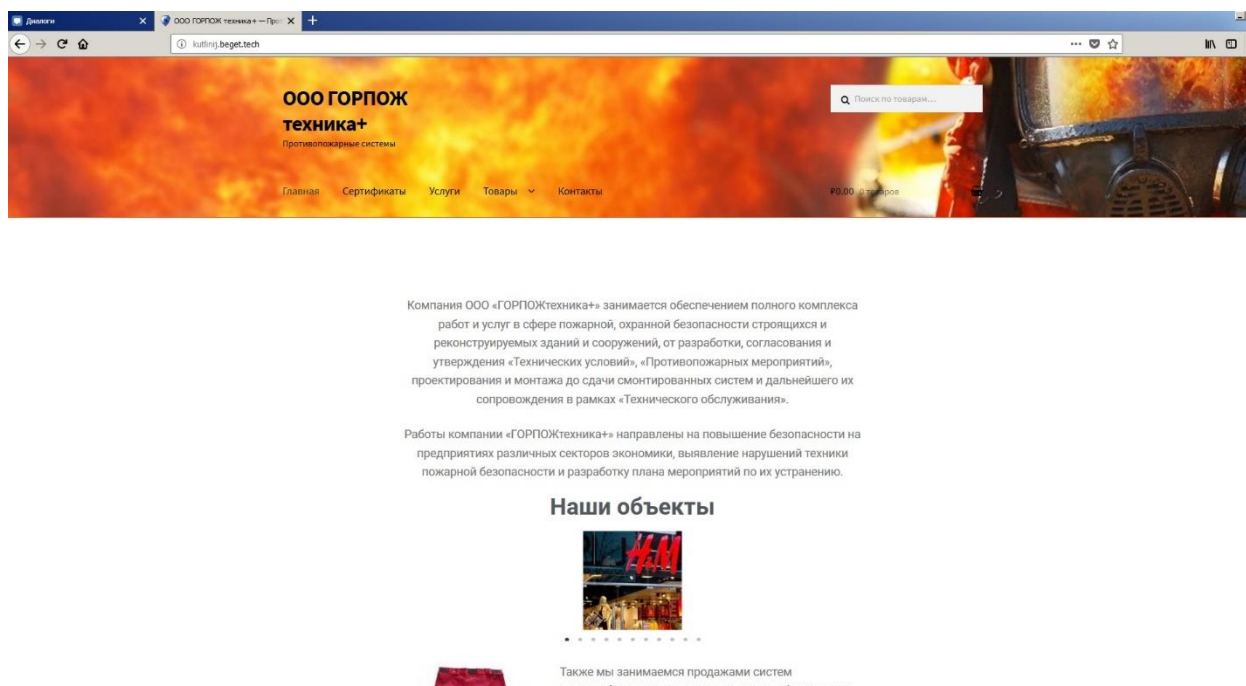 Диалоги
ООО ГОРПОЖ техника+ — Про
beget.tech
ООО ГОРПОЖ
техника+
Противопожарные системы
Поиск по товарам...
Главная Сертификаты Услуги Товары Контакты
₽0.00 0 товаров
Компания ООО «ГОРПОЖтехника+» занимается обеспечением полного комплекса
работ и услуг в сфере пожарной, охранной безопасности строящихся и
реконструируемых зданий и сооружений, от разработки, согласования и
утверждения «Технических условий», «Противопожарных мероприятий»,
проектирования и монтажа до сдачи смонтированных систем и дальнейшего их
сопровождения в рамках «Технического обслуживания».
Работы компании «ГОРПОЖтехника+» направлены на повышение безопасности на
предприятиях различных секторов экономики, выявление нарушений техники
пожарной безопасности и разработку плана мероприятий по их устранению.
Наши объекты
H&M
Также мы занимаемся продажами систем